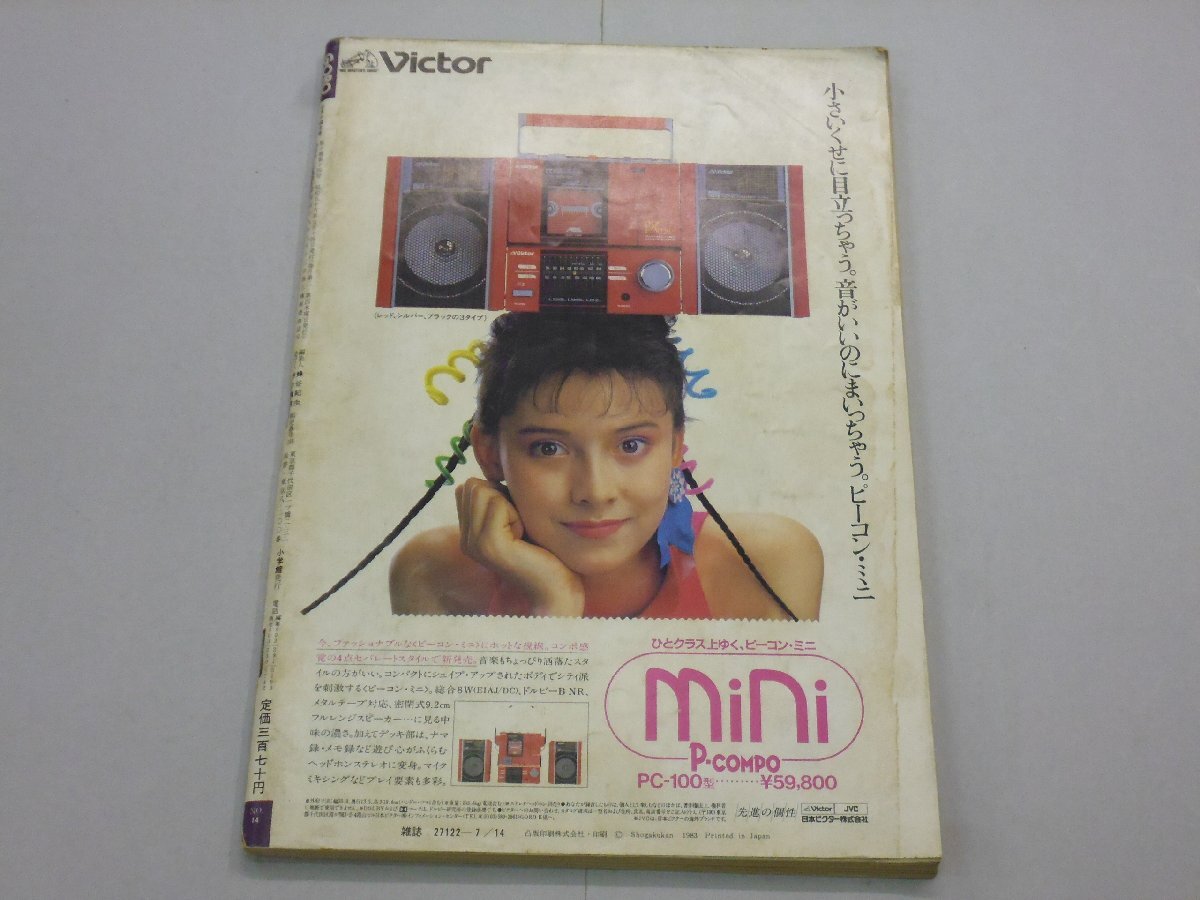 Victor
小さいくせに目立っちゃう。音がいいのにまいっちゃう。ピーコン・ミニ
Victor
Victor
Victor
(レッド、シルバー、ブラックの3タイプ)
今、ファッショナブルな〈ピーコン・ミニ〉にホットな視線。コンポ感
覚の4点セパレートスタイルで新発売。音楽もちょっぴり洒落たスタ
イルの方がいい。コンパクトにシェイプ・アップされたボディでシティ派
を刺激する〈ピーコン・ミニ〉。総合8W(EIAJ/DC)、ドルビーB NR、
メタルテープ対応、密閉式9.2cm
フルレンジスピーカー…に見る中
味の濃さ。加えてデッキ部は、ナマ
録・メモ録など遊び心がふくらむ
ヘッドホンステレオに変身。マイク
ミキシングなどプレイ要素も多彩。
ひとクラス上ゆく、ピーコン・ミニ
mini
P-COMPO
PC-100型………¥59,800
先進の個性
Victor JVC
日本ビクター株式会社
雑誌 27122-7/14 凸版印刷株式会社・印刷 © Shogakukan 1983 Printed in Japan
定価三百七十円
NO.
14